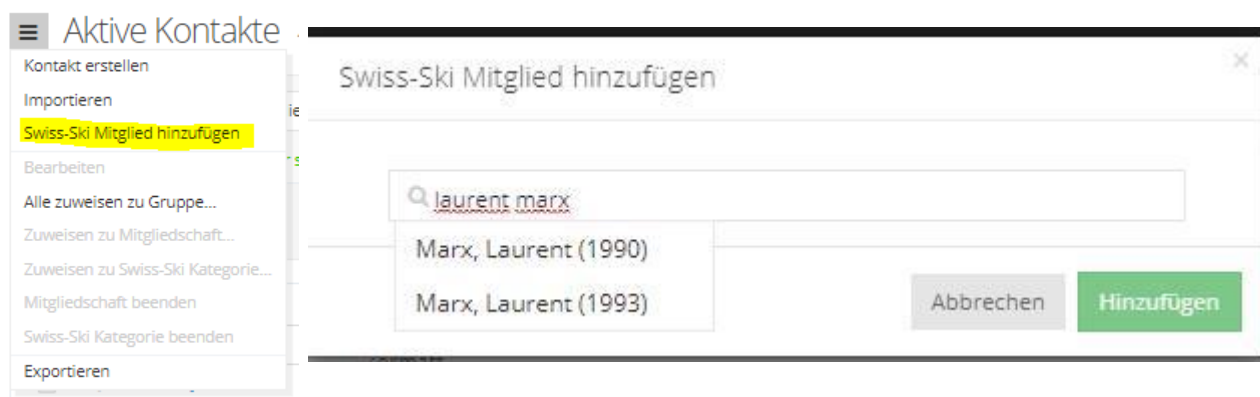 Aktive Kontakte
Kontakt erstellen
Importieren
Swiss-Ski Mitglied hinzufügen
Bearbeiten
Alle zuweisen zu Gruppe...
Zuweisen zu Mitgliedschaft...
Zuweisen zu Swiss-Ski Kategorie...
Mitgliedschaft beenden
Swiss-Ski Kategorie beenden
Exportieren
Swiss-Ski Mitglied hinzufügen
laurent marx
Marx, Laurent (1990)
Marx, Laurent (1993)
Abbrechen
Hinzufügen